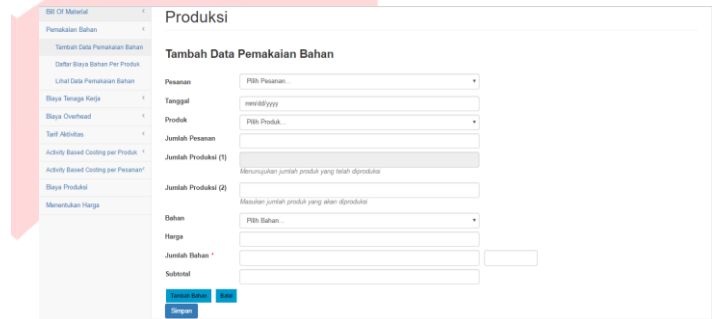 Bill Of Material
Pemakaian Bahan
Tambah Data Pemakaian Bahan
Daftar Biaya Bahan Per Produk
Lihat Data Pemakaian Bahan
Biaya Tenaga Kerja
Biaya Overhead
Tarif Aktivitas
Activity Based Costing per Produk
Activity Based Costing per Pesanan
Biaya Produksi
Menentukan Harga
Produksi
Tambah Data Pemakaian Bahan
Pesanan
Pilih Pesanan...
Tanggal
mm/dd/yyyy
Produk
Pilih Produk...
Jumlah Pesanan
Jumlah Produksi (1)
Menunujukan jumlah produk yang telah diproduksi
Jumlah Produksi (2)
Masukan jumlah produk yang akan diproduksi
Bahan
Pilih Bahan...
Harga
Jumlah Bahan *
Subtotal
Tambah Bahan
Batal
Simpan